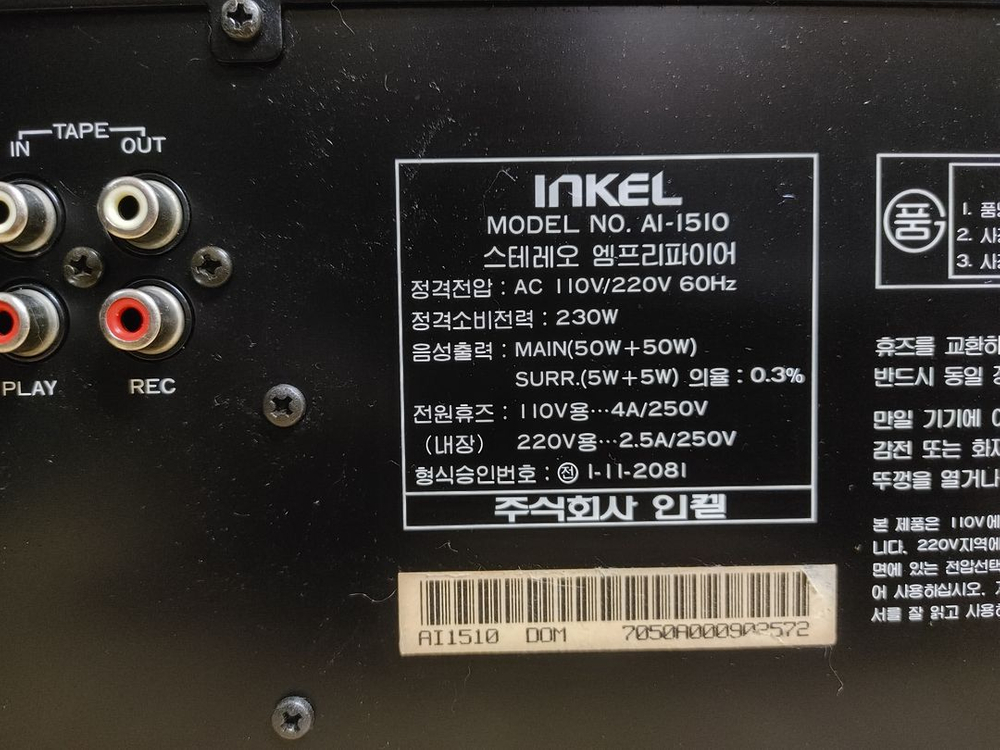 TAPE
IN OUT
PLAY REC
INKEL
MODEL NO. AI-1510
스테레오 엠프리파이어
정격전압 : AC 110V/220V 60Hz
정격소비전력 : 230W
음성출력 : MAIN(50W+50W)
SURR.(5W+5W) 의율 : 0.3%
전원휴즈 : 110V용…4A/250V
(내장) 220V용…2.5A/250V
형식승인번호 : ㉠ 1-11-2081
주식회사 인켈
AI1510 DOM
품
1. 품
2. 사
3. 사
휴즈를 교환하
반드시 동일
만일 기기에
감전 또는 화재
뚜껑을 열거나
본 제품은 110V에
니다. 220V지역에
면에 있는 전압선택
어 사용하십시오.
서를 잘 읽고 사용하